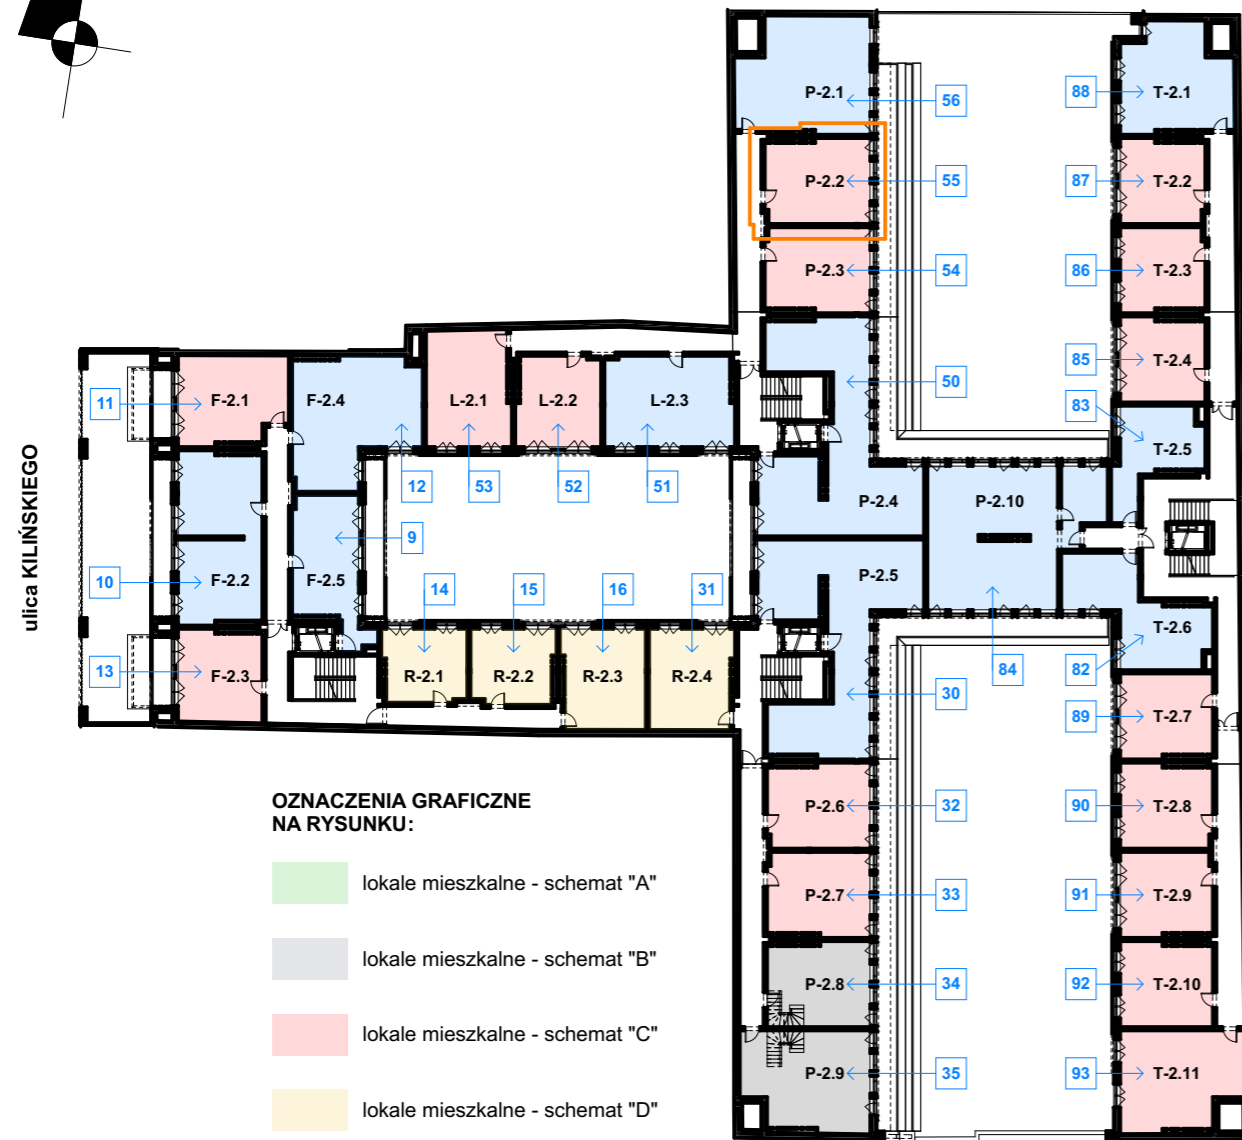 P-2.1
56
88
T-2.1
P-2.2
55
87
T-2.2
P-2.3
54
86
T-2.3
50
85
T-2.4
83
T-2.5
11
F-2.1
F-2.4
L-2.1
L-2.2
L-2.3
12
53
52
51
P-2.4
P-2.10
ulica KILIŃSKIEGO
9
10
F-2.2
F-2.5
14
15
16
31
P-2.5
T-2.6
13
F-2.3
R-2.1
R-2.2
R-2.3
R-2.4
30
84
82
89
T-2.7
P-2.6
32
90
T-2.8
P-2.7
33
91
T-2.9
P-2.8
34
92
T-2.10
P-2.9
35
93
T-2.11
OZNACZENIA GRAFICZNE
NA RYSUNKU:
lokale mieszkalne - schemat "A"
lokale mieszkalne - schemat "B"
lokale mieszkalne - schemat "C"
lokale mieszkalne - schemat "D"